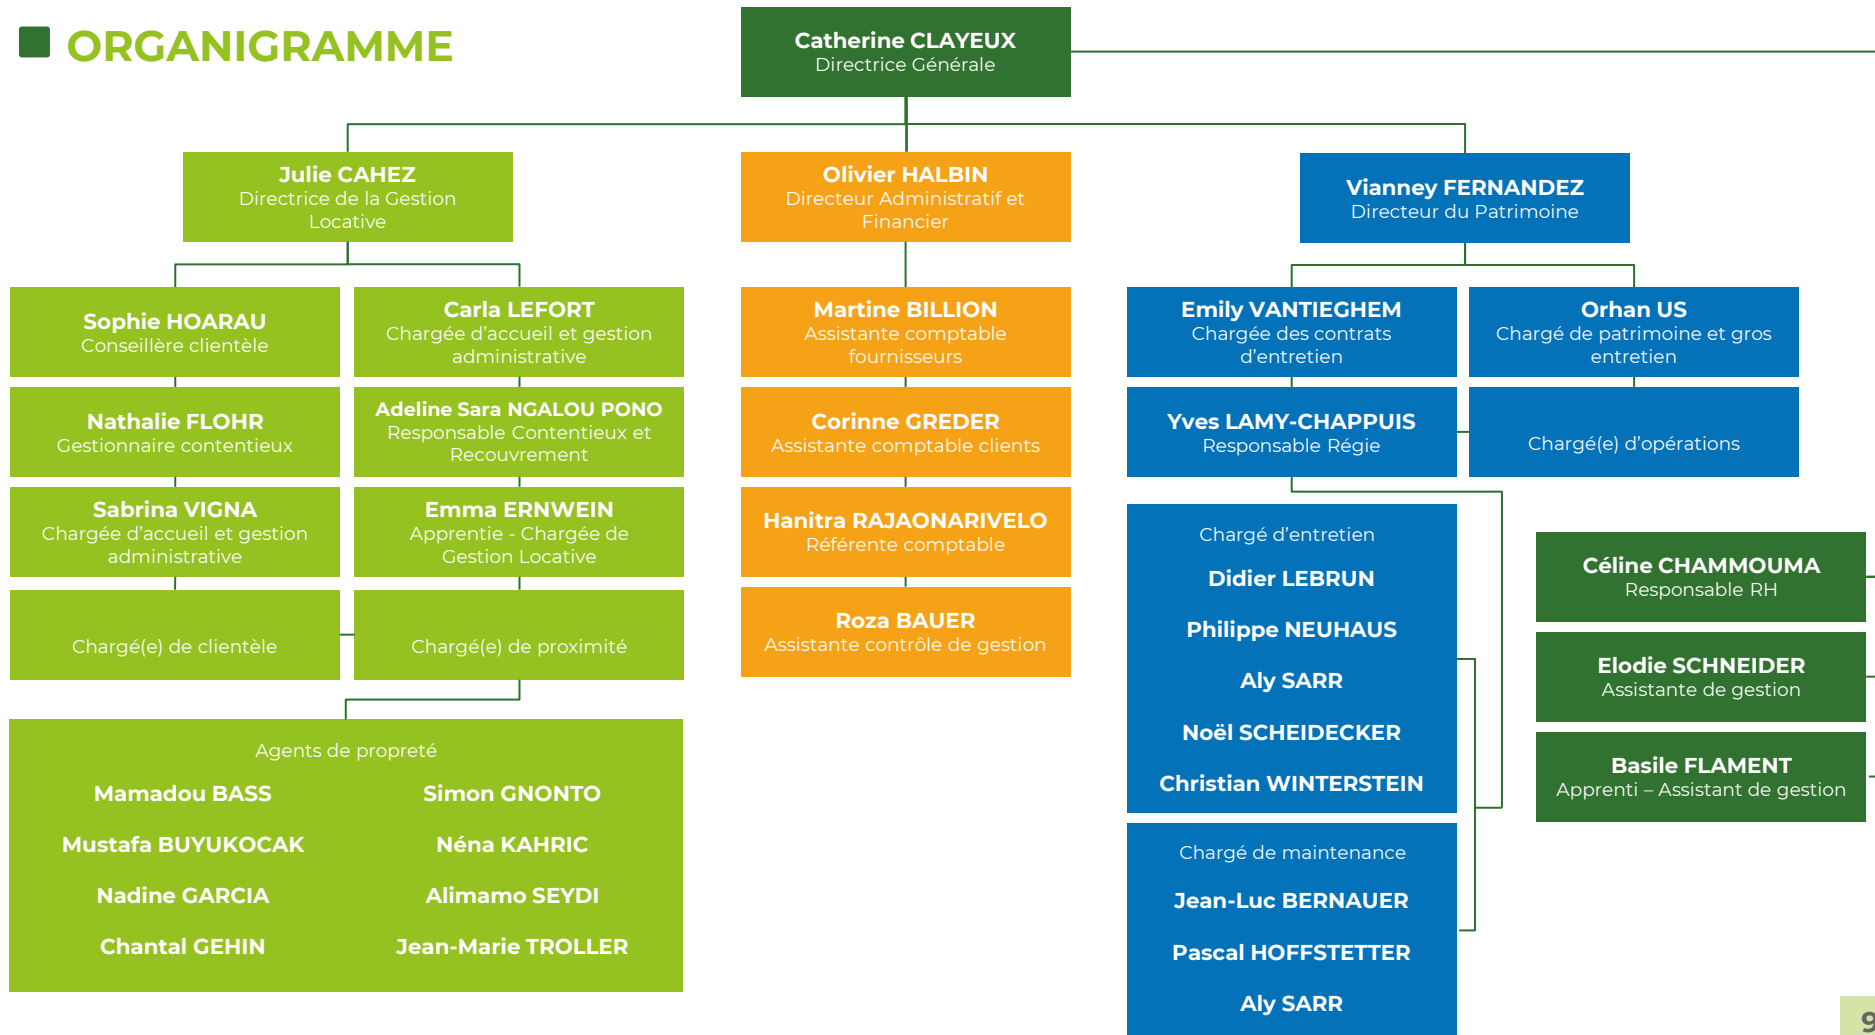 ORGANIGRAMME
Catherine CLAYEUX
Directrice Générale
Julie CAHEZ
Directrice de la Gestion
Locative
Olivier HALBIN
Directeur Administratif et
Financier
Vianney FERNANDEZ
Directeur du Patrimoine
Sophie HOARAU
Conseillère clientèle
Carla LEFORT
Chargée d’accueil et gestion
administrative
Nathalie FLOHR
Gestionnaire contentieux
Adeline Sara NGALOU PONO
Responsable Contentieux et
Recouvrement
Sabrina VIGNA
Chargée d’accueil et gestion
administrative
Emma ERNWEIN
Apprentie - Chargée de
Gestion Locative
Chargé(e) de clientèle
Chargé(e) de proximité
Agents de propreté
Mamadou BASS
Simon GNONTO
Mustafa BUYUKOCAK
Néna KAHRIC
Nadine GARCIA
Alimamo SEYDI
Chantal GEHIN
Jean-Marie TROLLER
Martine BILLION
Assistante comptable
fournisseurs
Corinne GREDER
Assistante comptable clients
Hanitra RAJAONARIVELO
Référente comptable
Roza BAUER
Assistante contrôle de gestion
Emily VANTIEGHEM
Chargée des contrats
d’entretien
Orhan US
Chargé de patrimoine et gros
entretien
Yves LAMY-CHAPPUIS
Responsable Régie
Chargé(e) d’opérations
Chargé d’entretien
Didier LEBRUN
Philippe NEUHAUS
Aly SARR
Noël SCHEIDECKER
Christian WINTERSTEIN
Chargé de maintenance
Jean-Luc BERNAUER
Pascal HOFFSTETTER
Aly SARR
Céline CHAMMOUMA
Responsable RH
Elodie SCHNEIDER
Assistante de gestion
Basile FLAMENT
Apprenti – Assistant de gestion
9